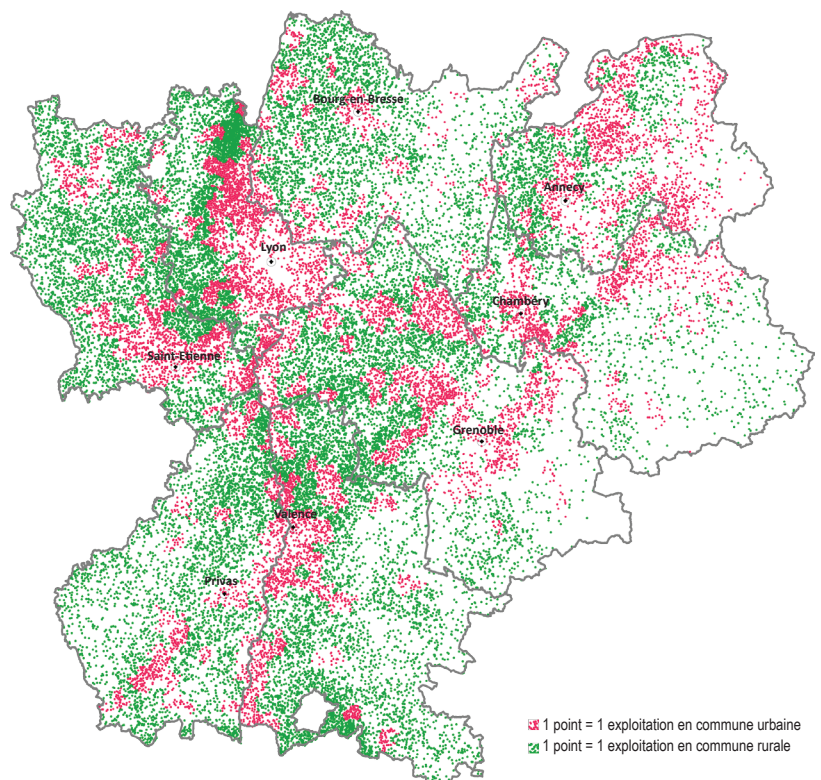 Bourg-en-Bresse
Annecy
Lyon
Chambéry
Saint-Etienne
Grenoble
Valence
Privas
1 point = 1 exploitation en commune urbaine
1 point = 1 exploitation en commune rurale